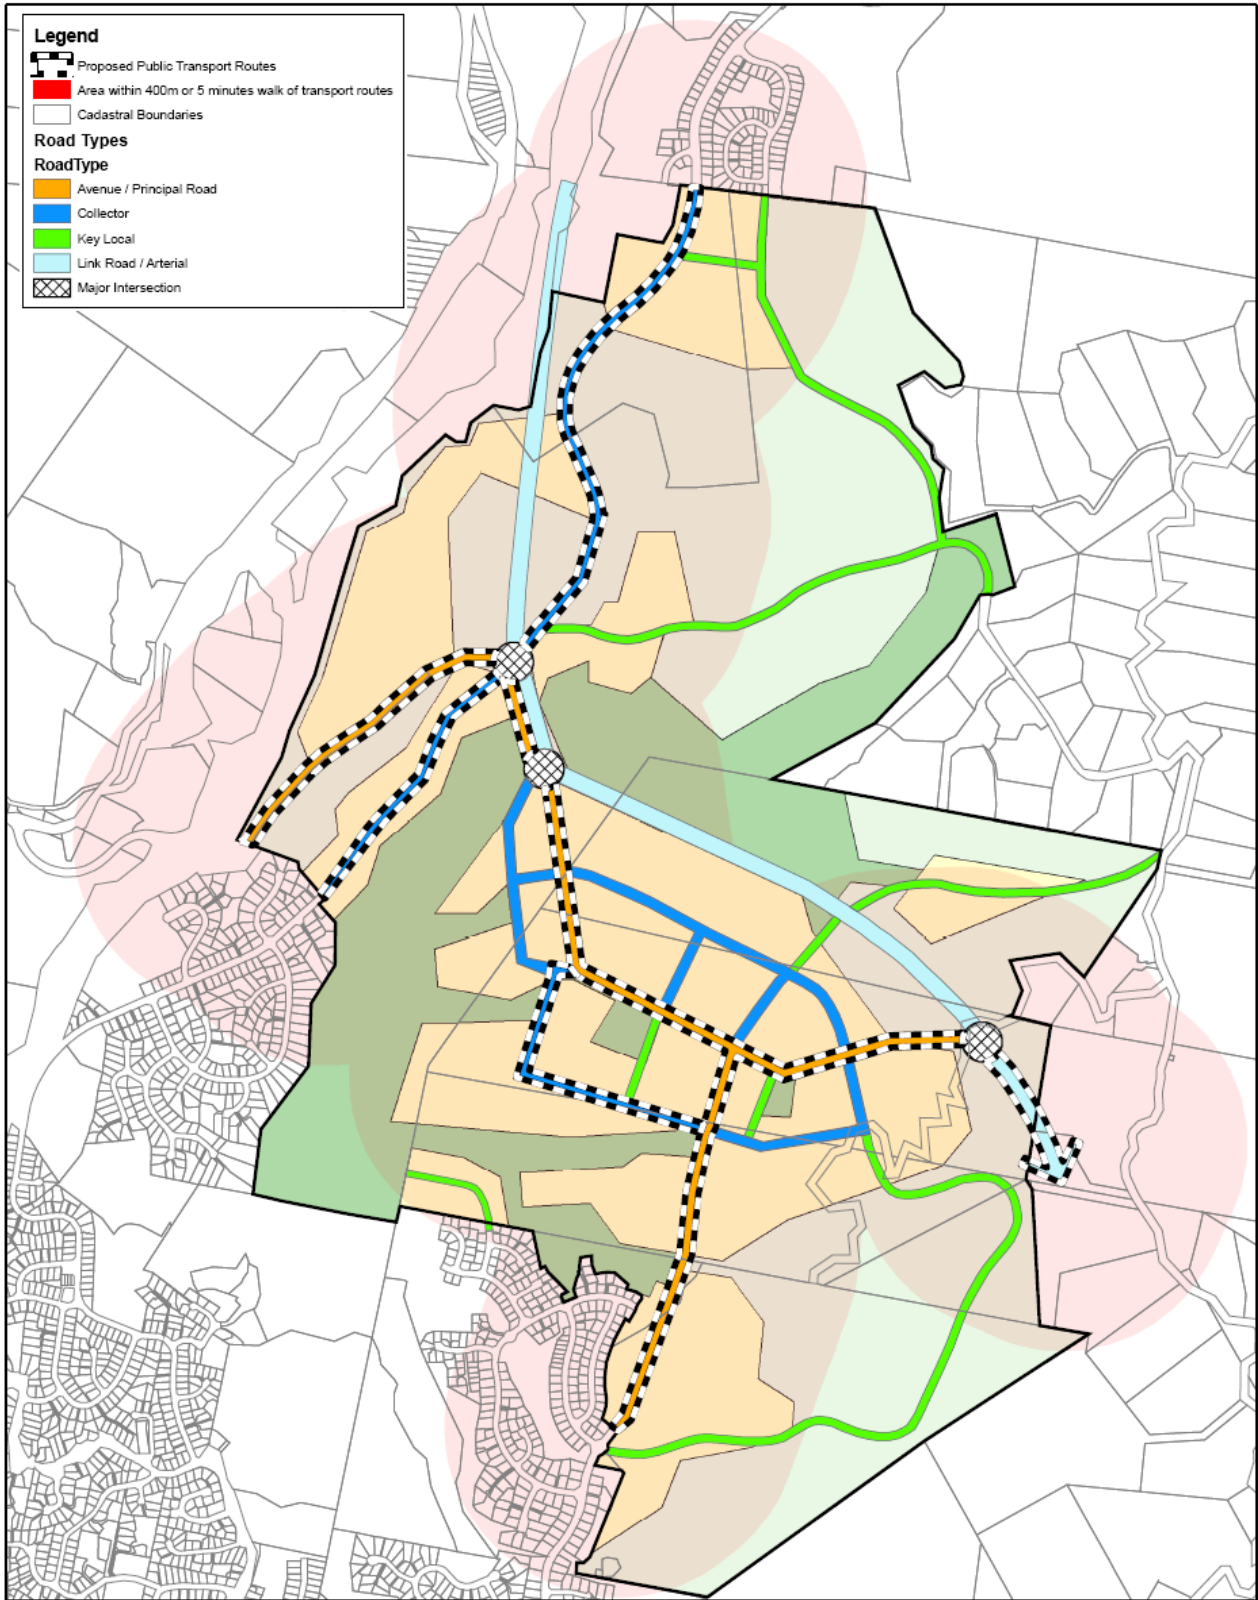 Legend
Proposed Public Transport Routes
Area within 400m or 5 minutes walk of transport routes
Cadastral Boundaries
Road Types
RoadType
Avenue / Principal Road
Collector
Key Local
Link Road / Arterial
Major Intersection